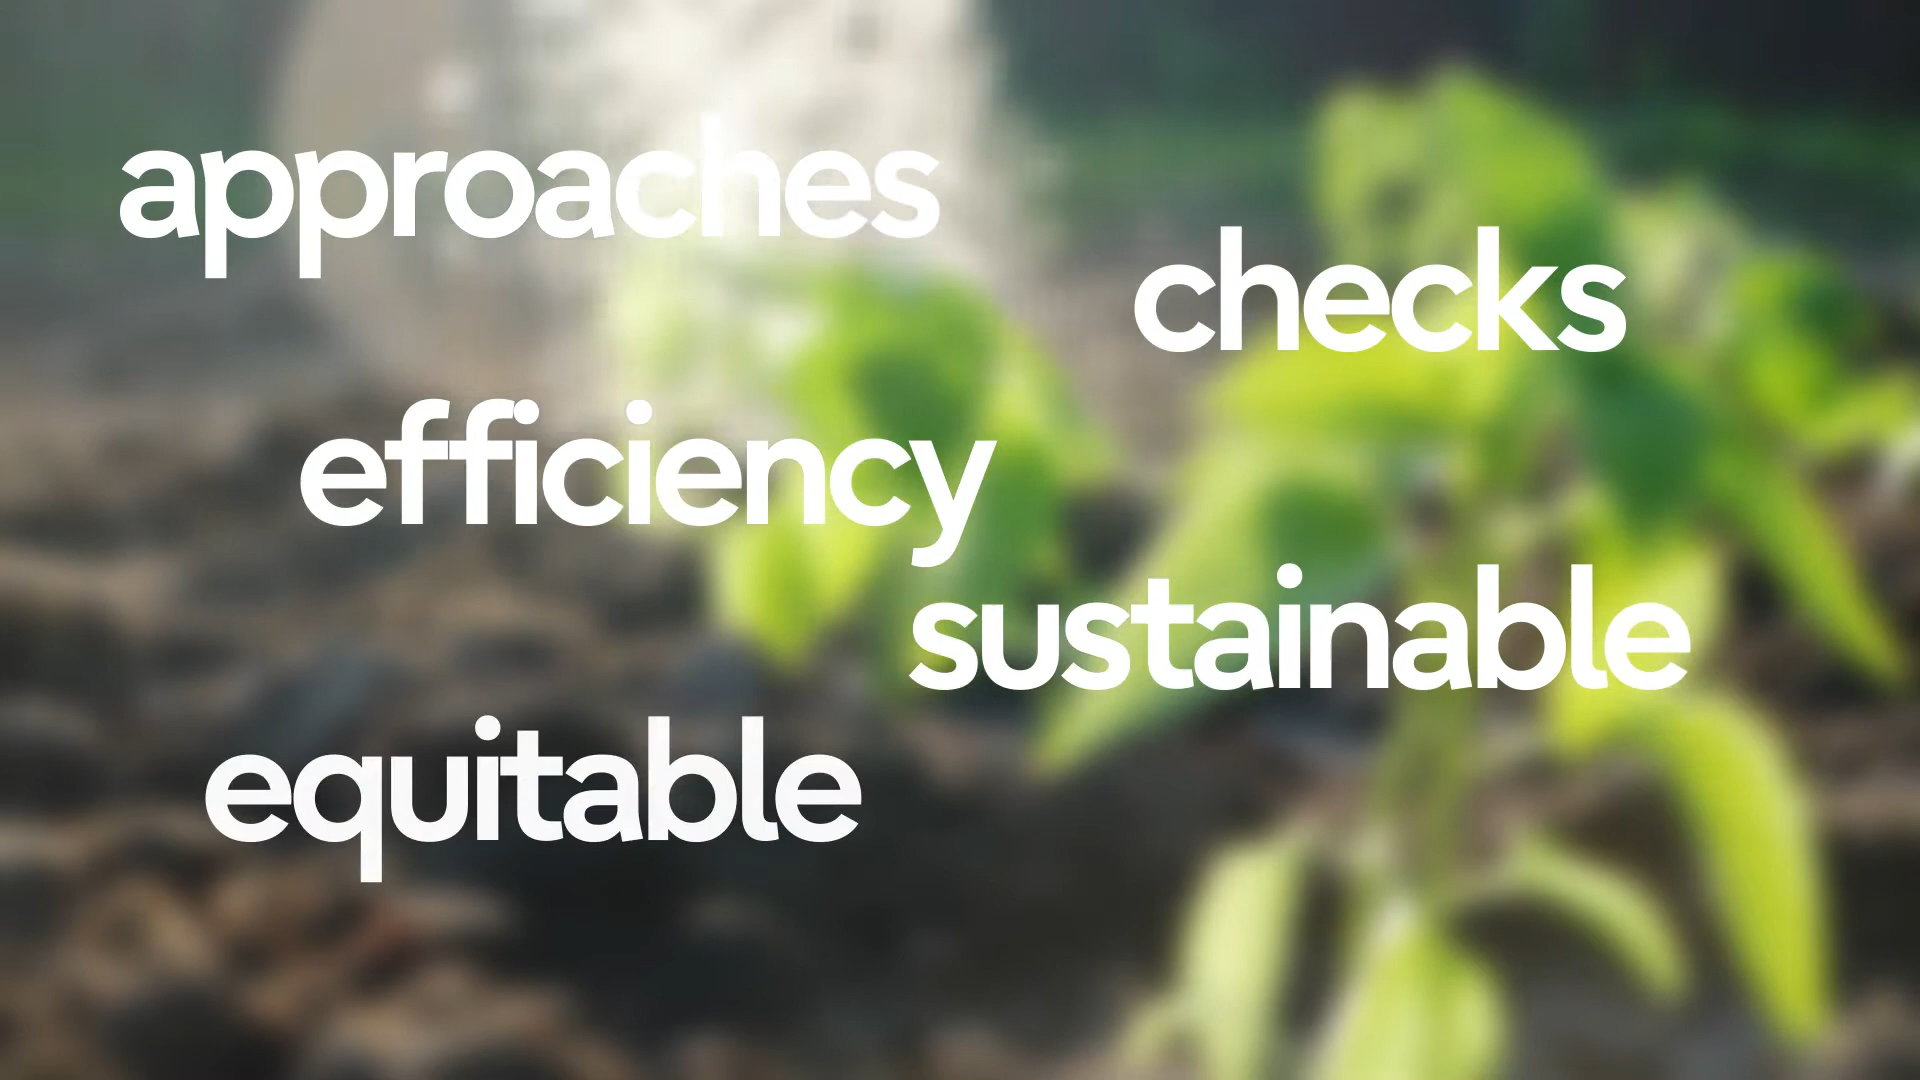 approaches
checks
efficiency
sustainable
equitable